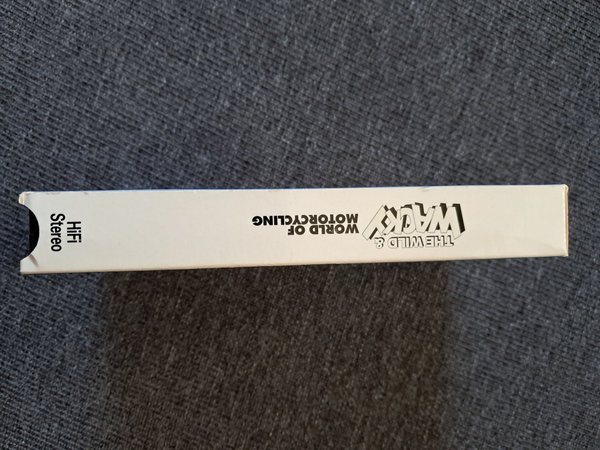 THE WILD &
WACKY
WORLD OF
MOTORCYCLING
HiFi
Stereo